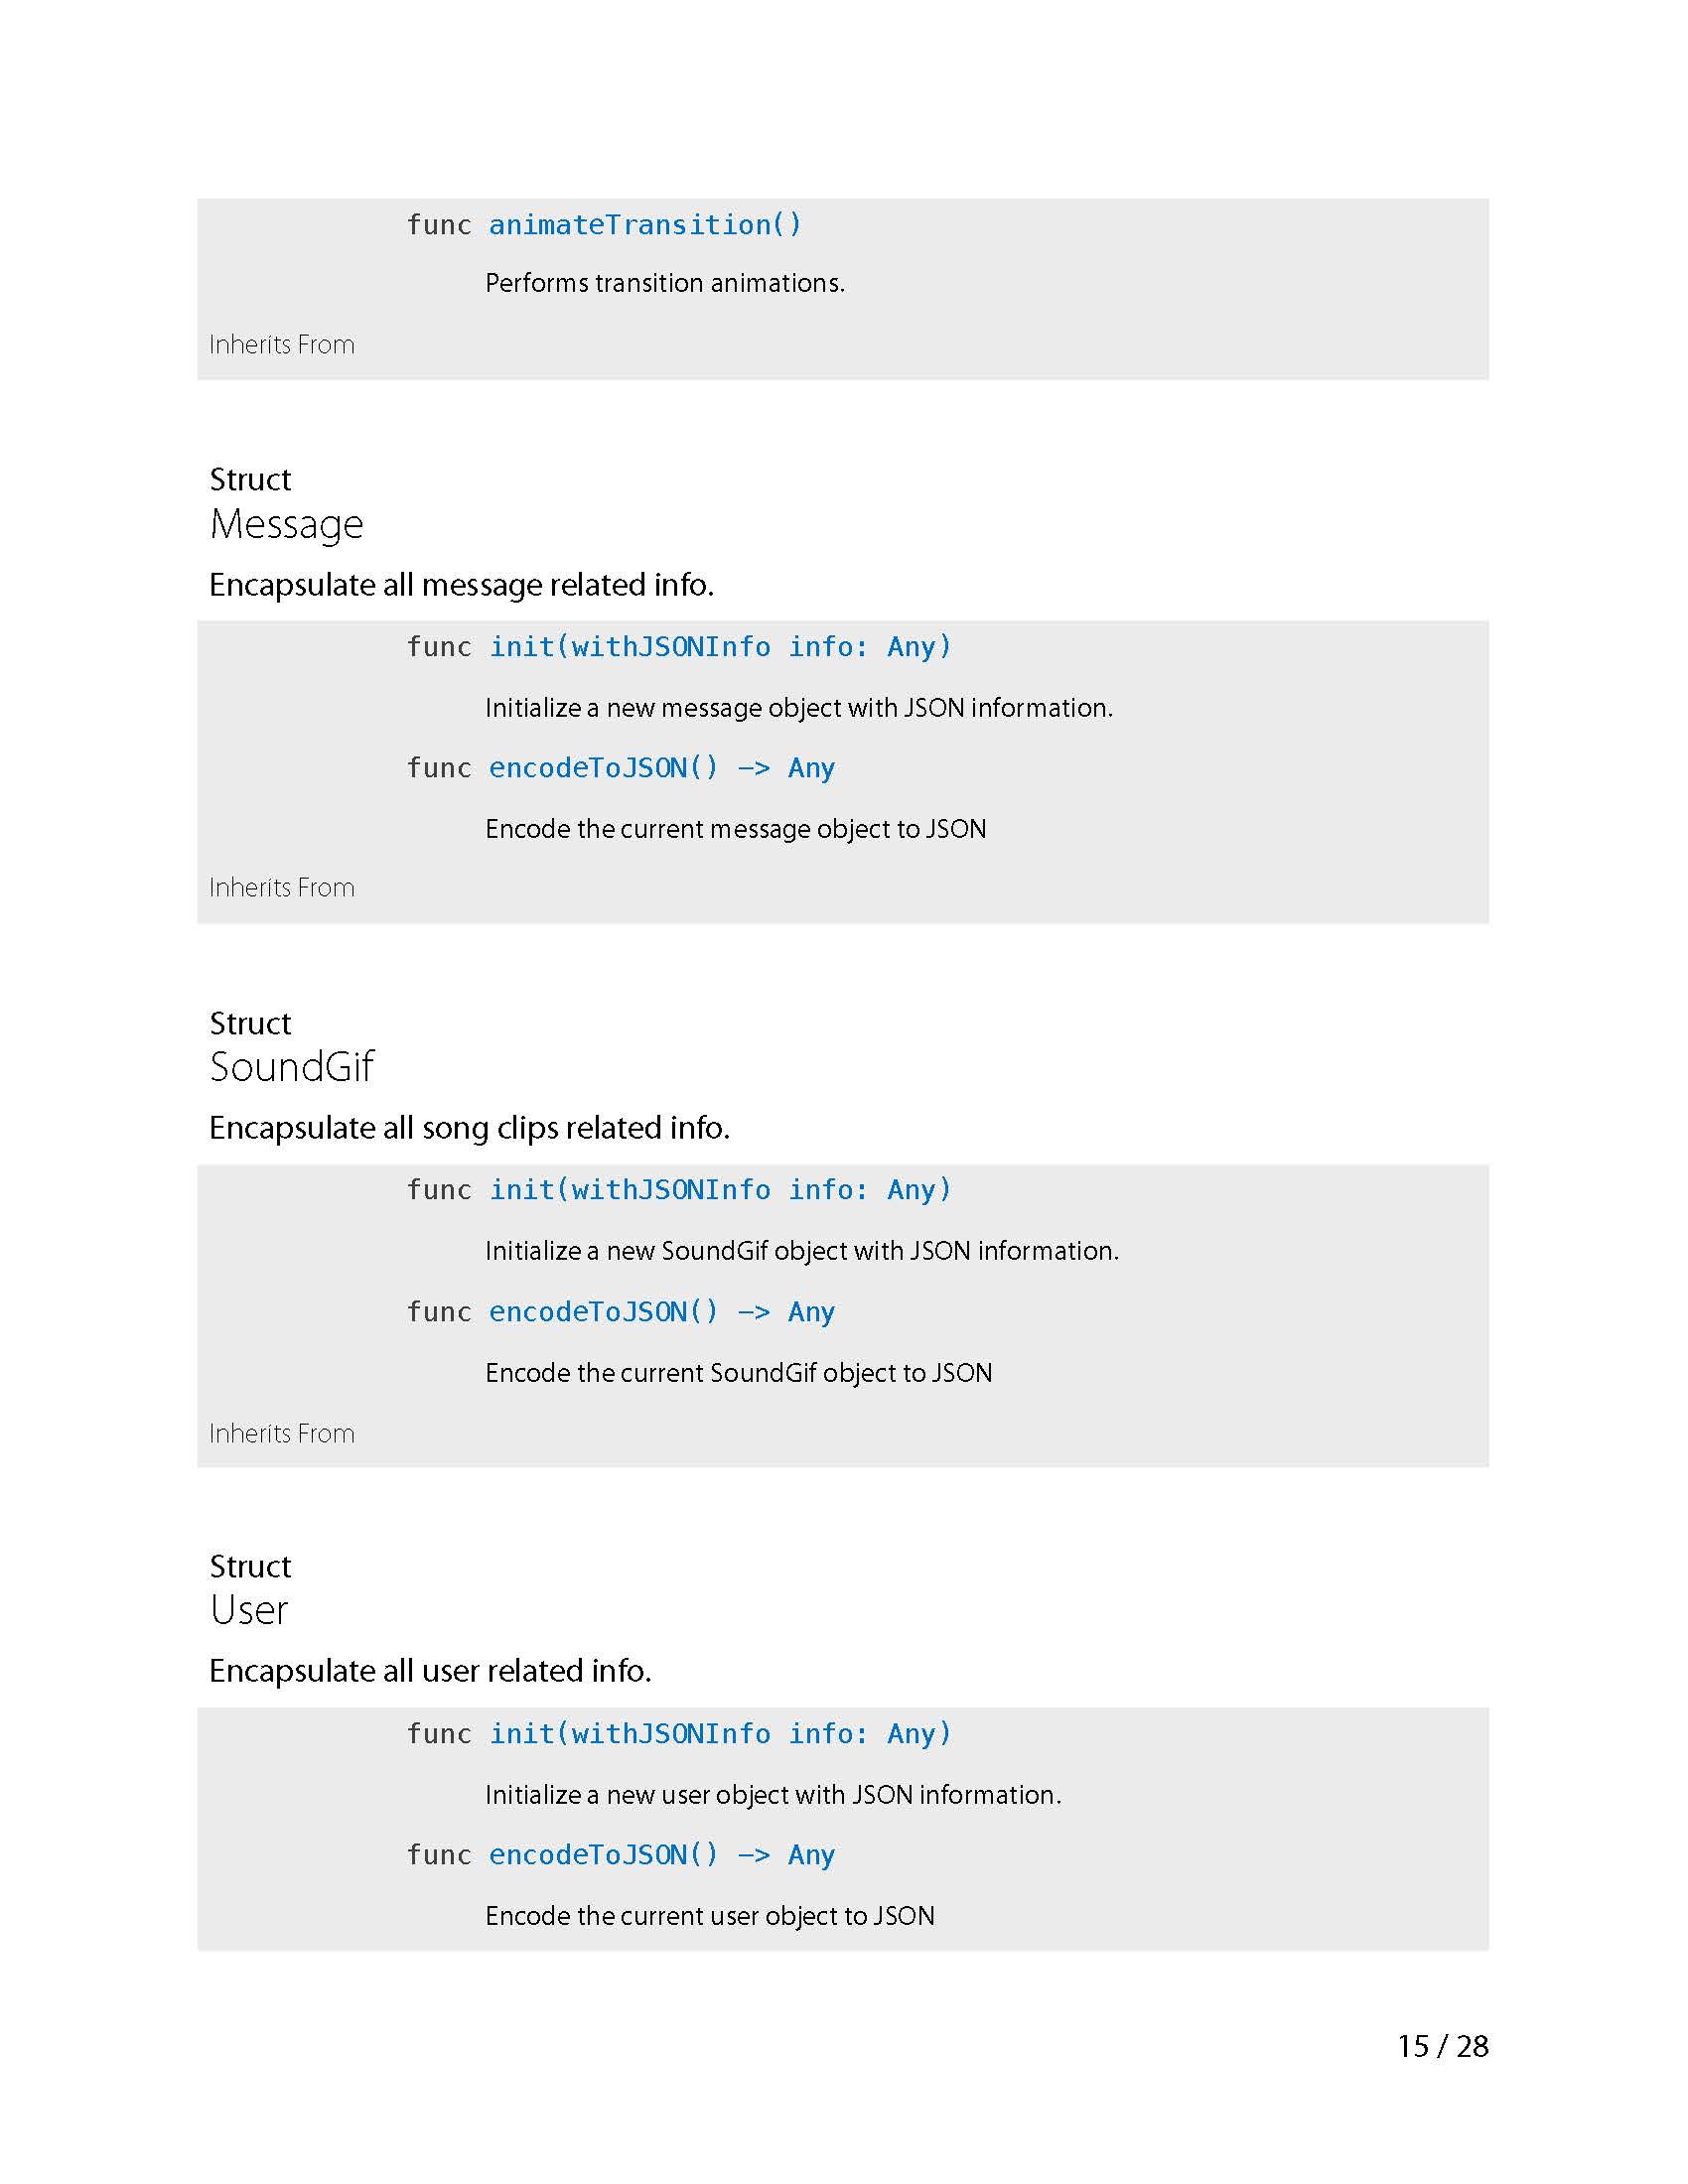 func animateTransition()
Performs transition animations.
Inherits From
Struct
Message
Encapsulate all message related info.
func init(withJSONInfo info: Any)
Initialize a new message object with JSON information.
func encodeToJSON() —> Any
Encode the current message object to JSON
Inherits From
Struct
SoundGif
Encapsulate all song clips related info.
func init(withJSONInfo info: Any)
Initialize a new SoundGif object with JSON information.
func encodeToJSON() —> Any
Encode the current SoundGif object to JSON
Inherits From
Struct
User
Encapsulate all user related info.
func init(withJSONInfo info: Any)
Initialize a new user object with JSON information.
func encodeToJSON() —> Any
Encode the current user object to JSON
15 / 28